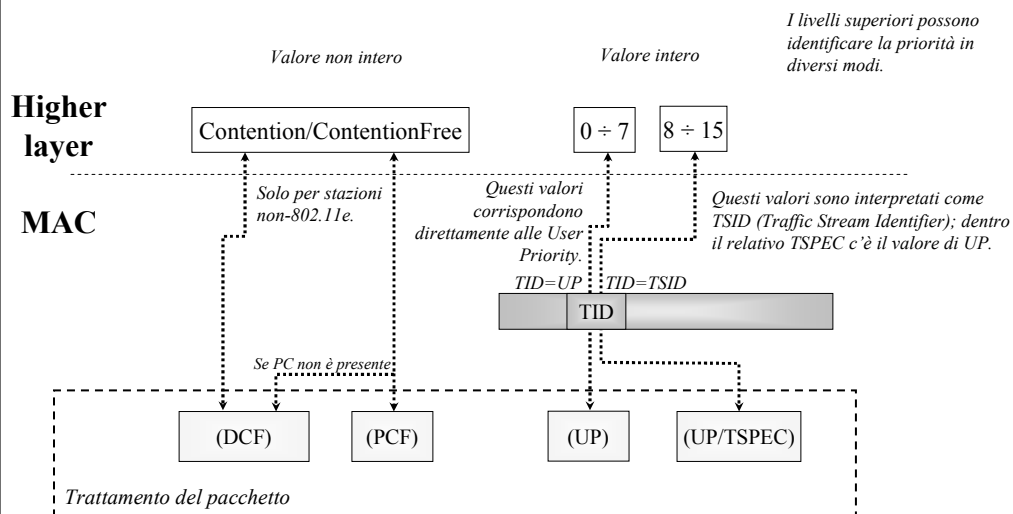 I livelli superiori possono
identificare la priorità in
diversi modi.
Valore non intero
Valore intero
Higher
layer
Contention/ContentionFree
0 ÷ 7
8 ÷ 15
MAC
Solo per stazioni
non-802.11e.
Questi valori
corrispondono
direttamente alle User
Priority.
Questi valori sono interpretati come
TSID (Traffic Stream Identifier); dentro
il relativo TSPEC c'è il valore di UP.
TID=UP
TID=TSID
TID
Se PC non è presente
(DCF)
(PCF)
(UP)
(UP/TSPEC)
Trattamento del pacchetto